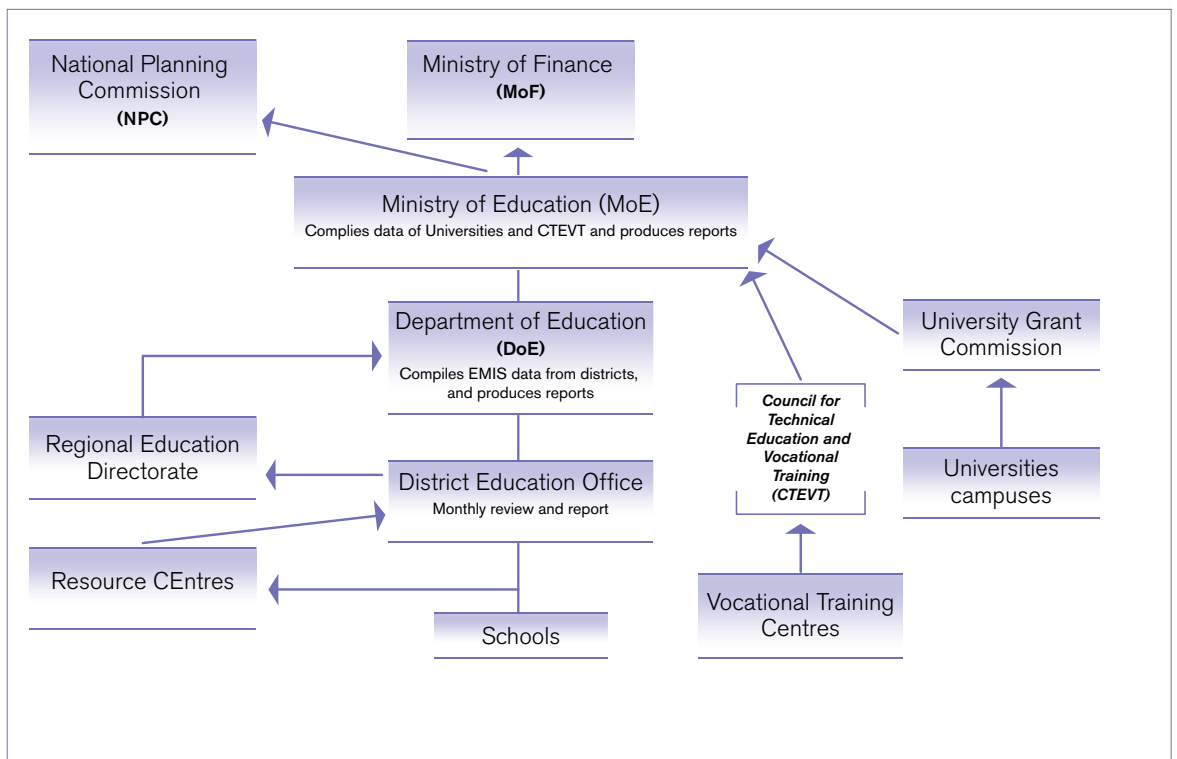 National Planning
Commission
(NPC)
Ministry of Finance
(MoF)
Ministry of Education (MoE)
Complies data of Universities and CTEVT and produces reports
Department of Education
(DoE)
Compiles EMIS data from districts,
and produces reports
University Grant
Commission
Council for
Technical
Education and
Vocational
Training
(CTEVT)
Regional Education
Directorate
District Education Office
Monthly review and report
Universities
campuses
Resource CEntres
Schools
Vocational Training
Centres